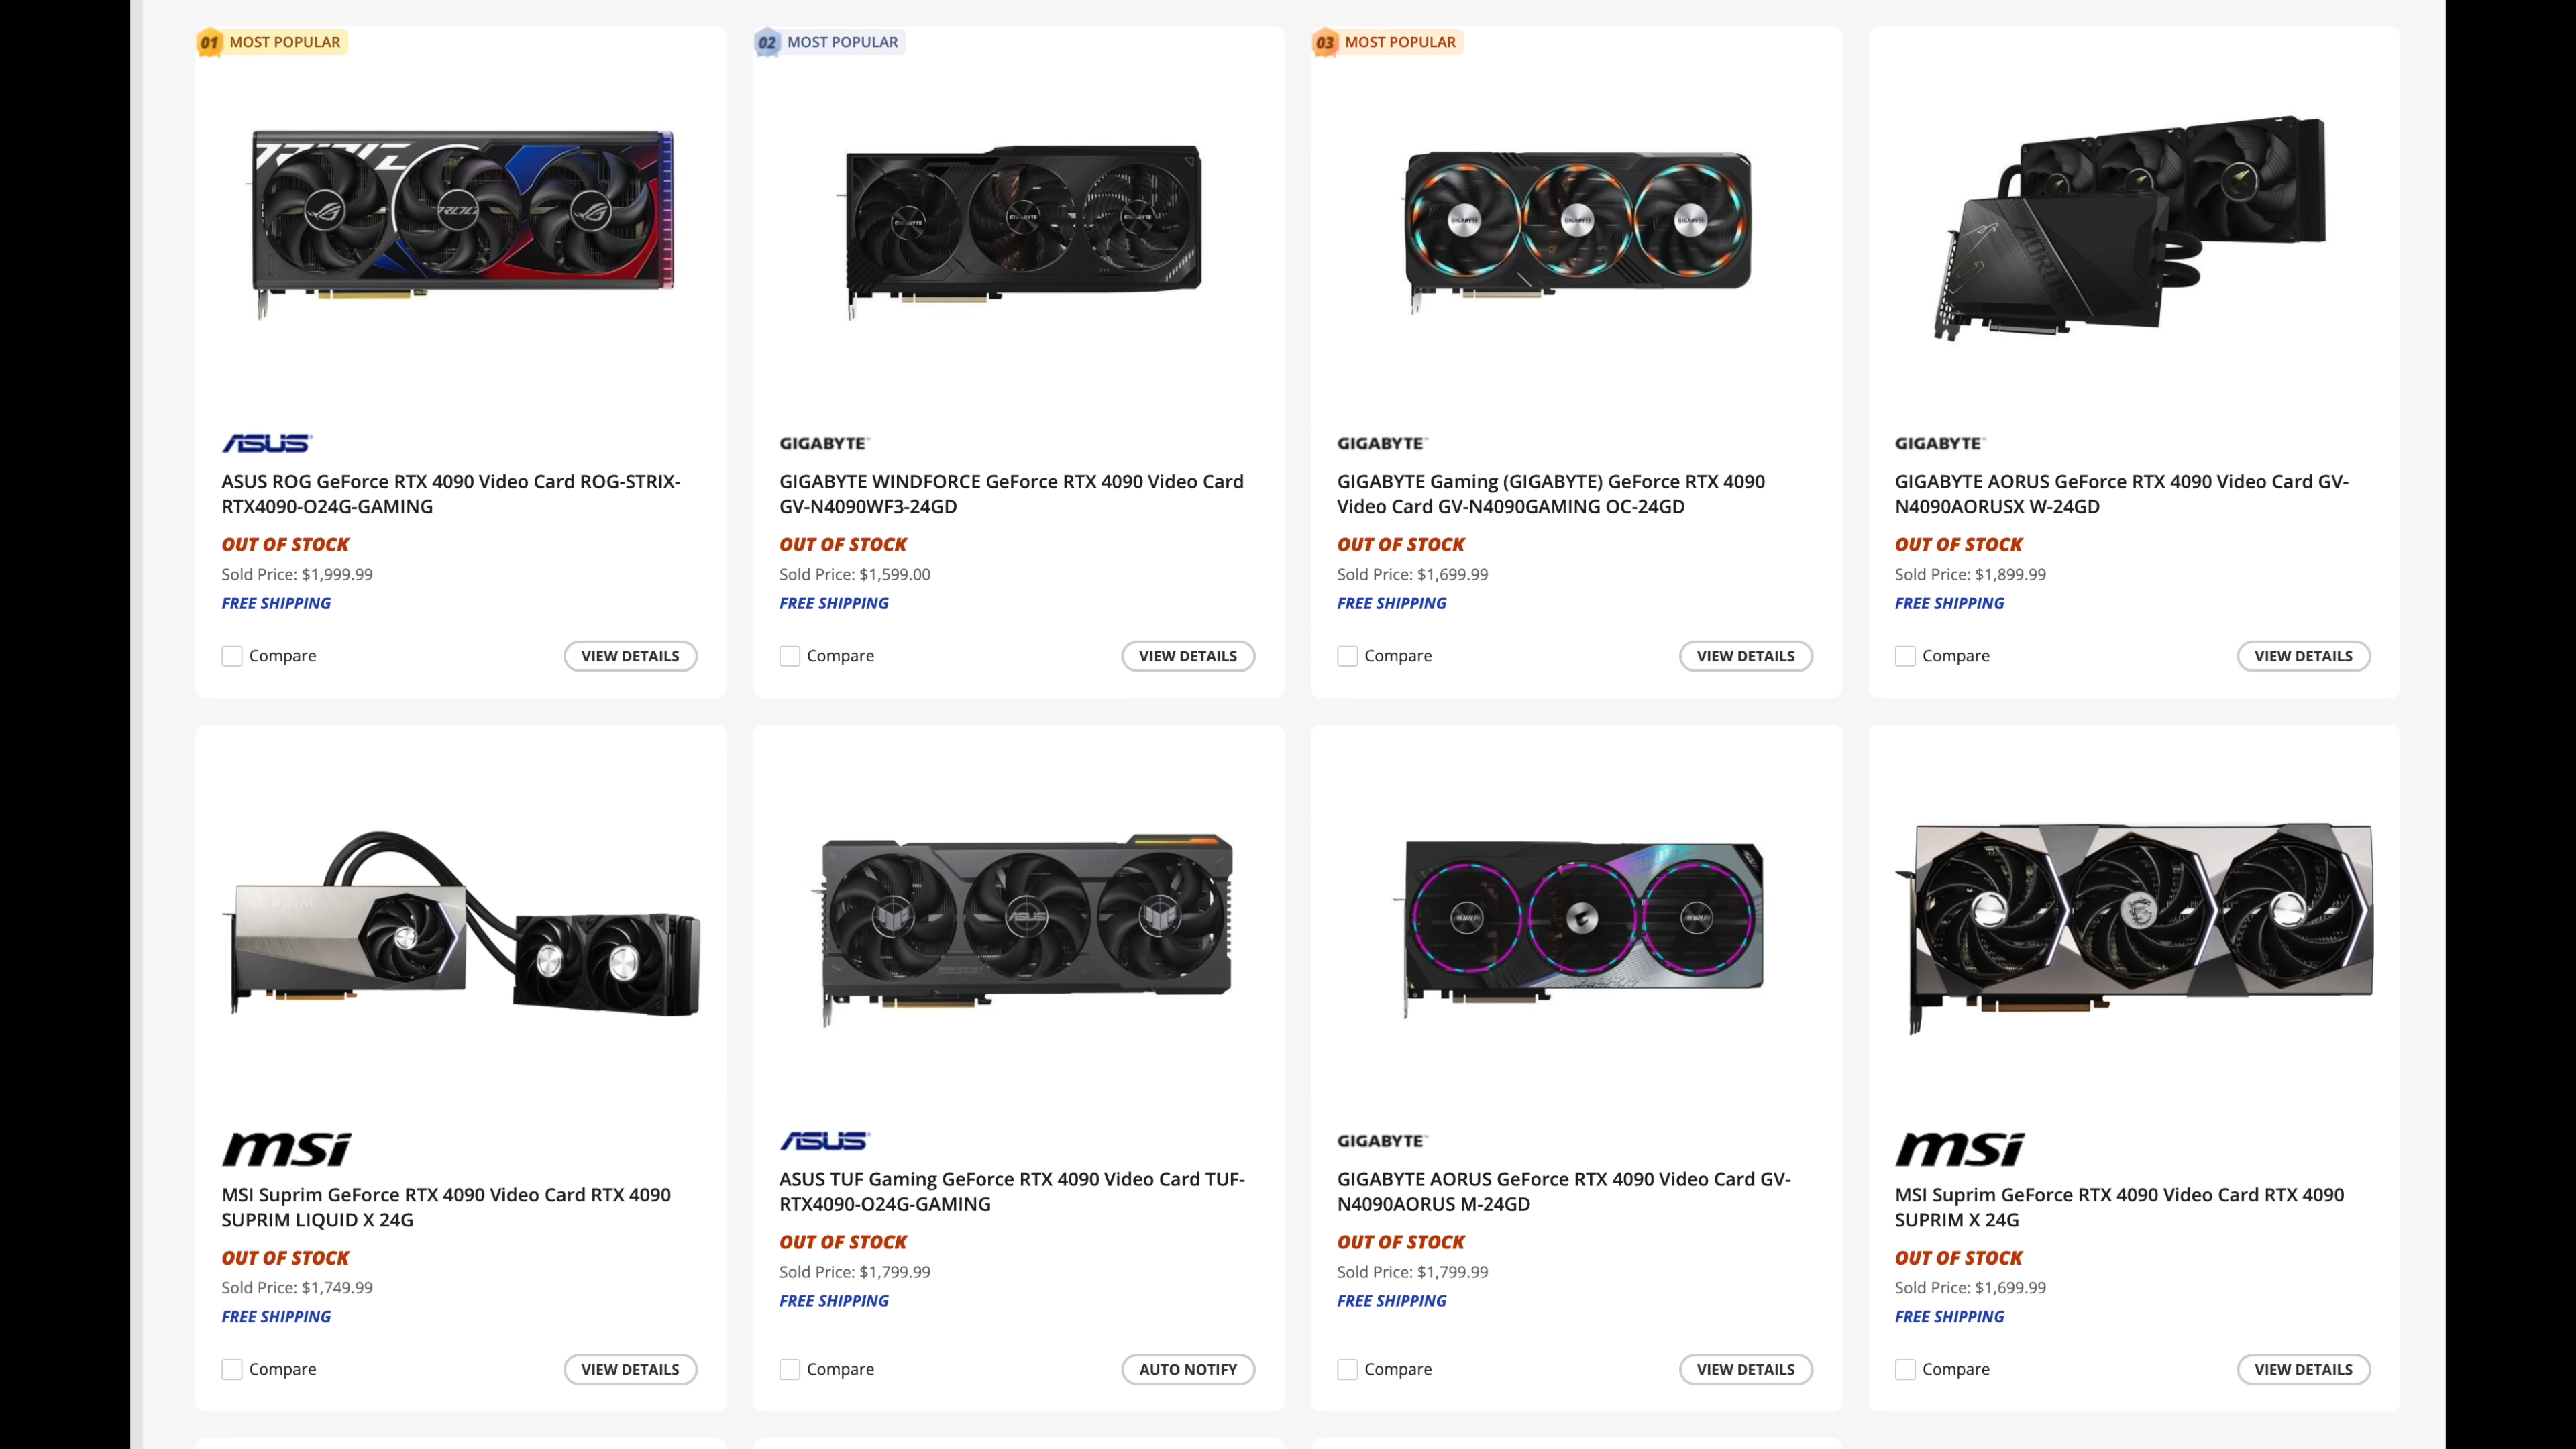 01 MOST POPULAR
02 MOST POPULAR
03 MOST POPULAR
ASUS
ASUS ROG GeForce RTX 4090 Video Card ROG-STRIX-
RTX4090-O24G-GAMING
OUT OF STOCK
Sold Price: $1,999.99
FREE SHIPPING
Compare
VIEW DETAILS
GIGABYTE
GIGABYTE WINDFORCE GeForce RTX 4090 Video Card
GV-N4090WF3-24GD
OUT OF STOCK
Sold Price: $1,599.00
FREE SHIPPING
Compare
VIEW DETAILS
GIGABYTE
GIGABYTE Gaming (GIGABYTE) GeForce RTX 4090
Video Card GV-N4090GAMING OC-24GD
OUT OF STOCK
Sold Price: $1,699.99
FREE SHIPPING
Compare
VIEW DETAILS
AORUS
GIGABYTE
GIGABYTE AORUS GeForce RTX 4090 Video Card GV-
N4090AORUSX W-24GD
OUT OF STOCK
Sold Price: $1,899.99
FREE SHIPPING
Compare
VIEW DETAILS
SUPRIM
msi
MSI Suprim GeForce RTX 4090 Video Card RTX 4090
SUPRIM LIQUID X 24G
OUT OF STOCK
Sold Price: $1,749.99
FREE SHIPPING
Compare
VIEW DETAILS
ASUS
ASUS
ASUS TUF Gaming GeForce RTX 4090 Video Card TUF-
RTX4090-O24G-GAMING
OUT OF STOCK
Sold Price: $1,799.99
FREE SHIPPING
Compare
AUTO NOTIFY
GIGABYTE
GIGABYTE AORUS GeForce RTX 4090 Video Card GV-
N4090AORUS M-24GD
OUT OF STOCK
Sold Price: $1,799.99
FREE SHIPPING
Compare
VIEW DETAILS
msi
MSI Suprim GeForce RTX 4090 Video Card RTX 4090
SUPRIM X 24G
OUT OF STOCK
Sold Price: $1,699.99
FREE SHIPPING
Compare
VIEW DETAILS